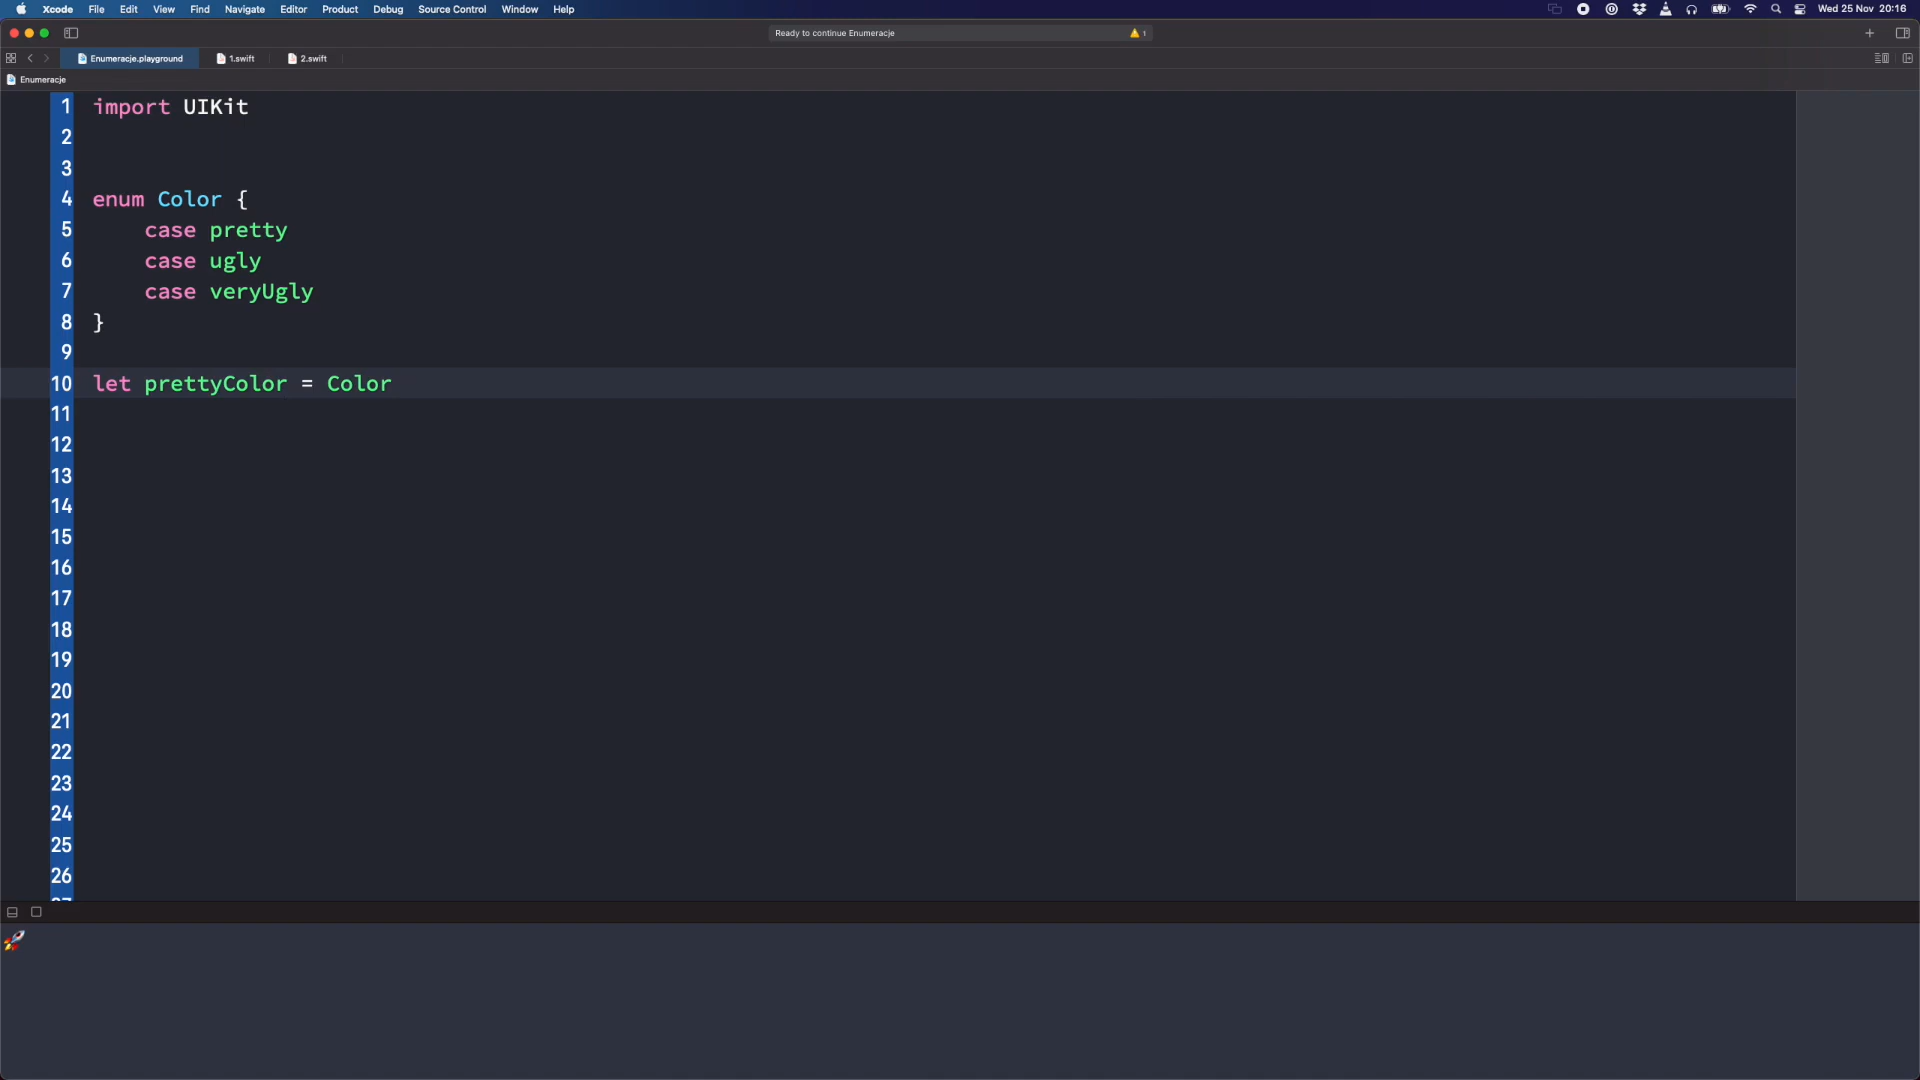 Xcode File Edit View Find Navigate Editor Product Debug Source Control Window Help Wed 25 Nov 20:16
Ready to continue Enumeracje 1
Enumeracje.playground 1.swift 2.swift
Enumeracje
1 import UIKit
2
3
4 enum Color {
5 case pretty
6 case ugly
7 case veryUgly
8 }
9
10 let prettyColor = Color
11
12
13
14
15
16
17
18
19
20
21
22
23
24
25
26